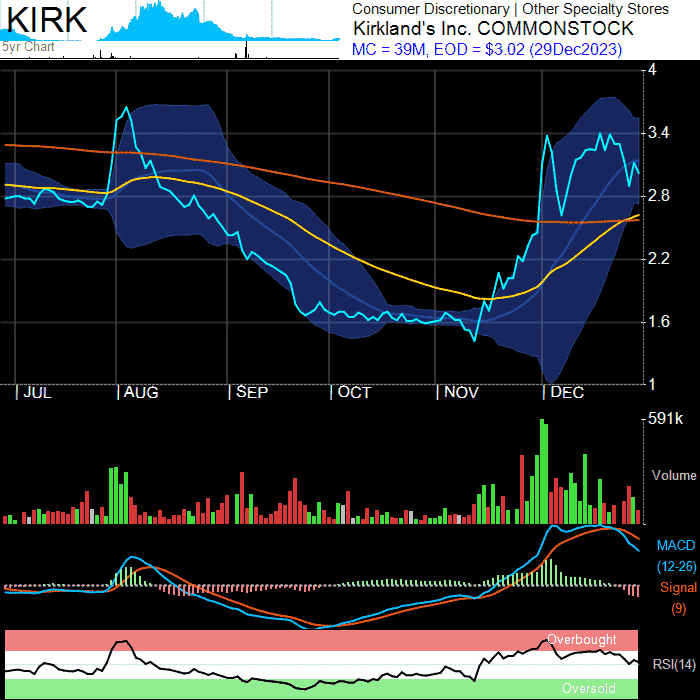 KIRK
5yr Chart
Consumer Discretionary | Other Specialty Stores
Kirkland's Inc. COMMONSTOCK
MC = 39M, EOD = $3.02 (29Dec2023)
4
3.4
2.8
2.2
1.6
1
| JUL | AUG | SEP | OCT | NOV | DEC
591k
Volume
MACD
(12-26)
Signal
(9)
Overbought
RSI(14)
Oversold